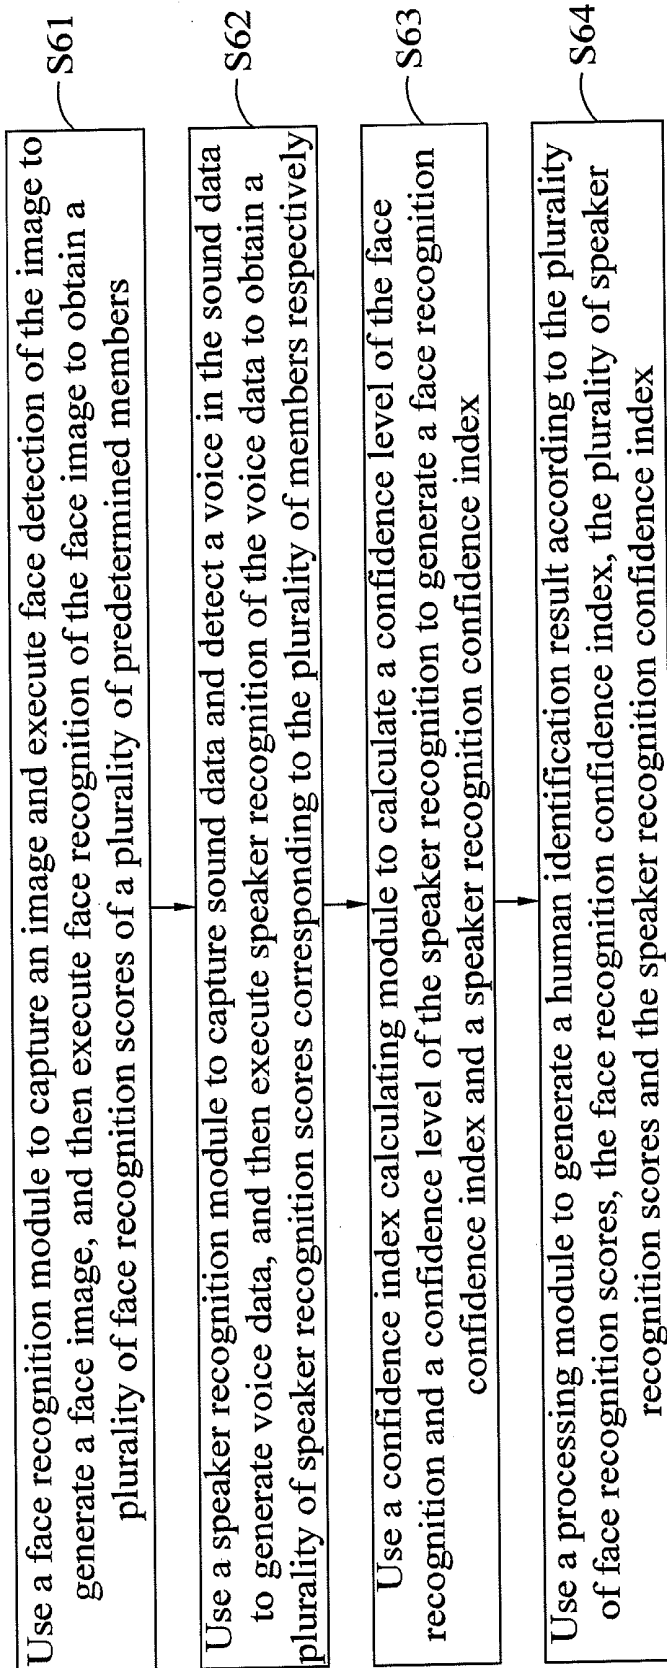 Use a face recognition module to capture an image and execute face detection of the image to
generate a face image, and then execute face recognition of the face image to obtain a
plurality of face recognition scores of a plurality of predetermined members
S61
Use a speaker recognition module to capture sound data and detect a voice in the sound data
to generate voice data, and then execute speaker recognition of the voice data to obtain a
plurality of speaker recognition scores corresponding to the plurality of members respectively
S62
Use a confidence index calculating module to calculate a confidence level of the face
recognition and a confidence level of the speaker recognition to generate a face recognition
confidence index and a speaker recognition confidence index
S63
Use a processing module to generate a human identification result according to the plurality
of face recognition scores, the face recognition confidence index, the plurality of speaker
recognition scores and the speaker recognition confidence index
S64